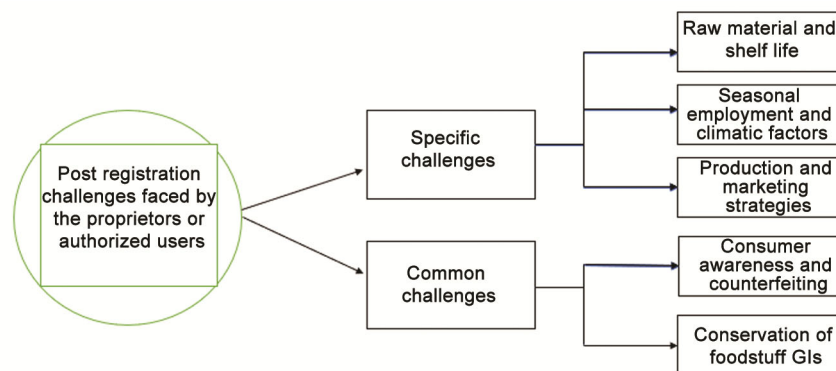 Post registration
challenges faced by
the proprietors or
authorized users
Specific
challenges
Common
challenges
Raw material and
shelf life
Seasonal
employment and
climatic factors
Production and
marketing
strategies
Consumer
awareness and
counterfeiting
Conservation of
foodstuff GIs